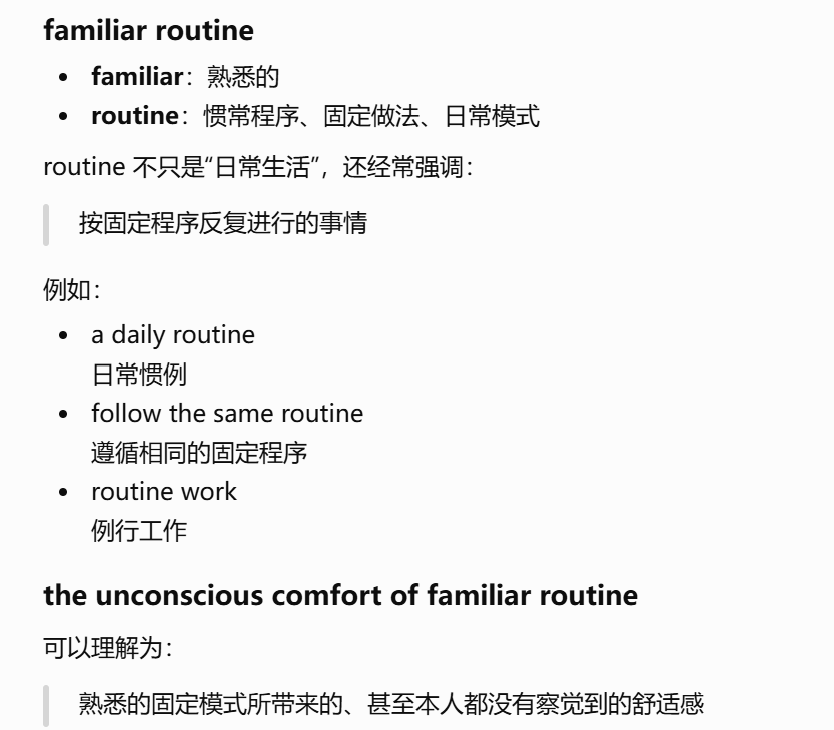 familiar routine
familiar：熟悉的
routine：惯常程序、固定做法、日常模式
routine 不只是“日常生活”，还经常强调：
按固定程序反复进行的事情
例如：
a daily routine
日常惯例
follow the same routine
遵循相同的固定程序
routine work
例行工作
the unconscious comfort of familiar routine
可以理解为：
熟悉的固定模式所带来的、甚至本人都没有察觉到的舒适感